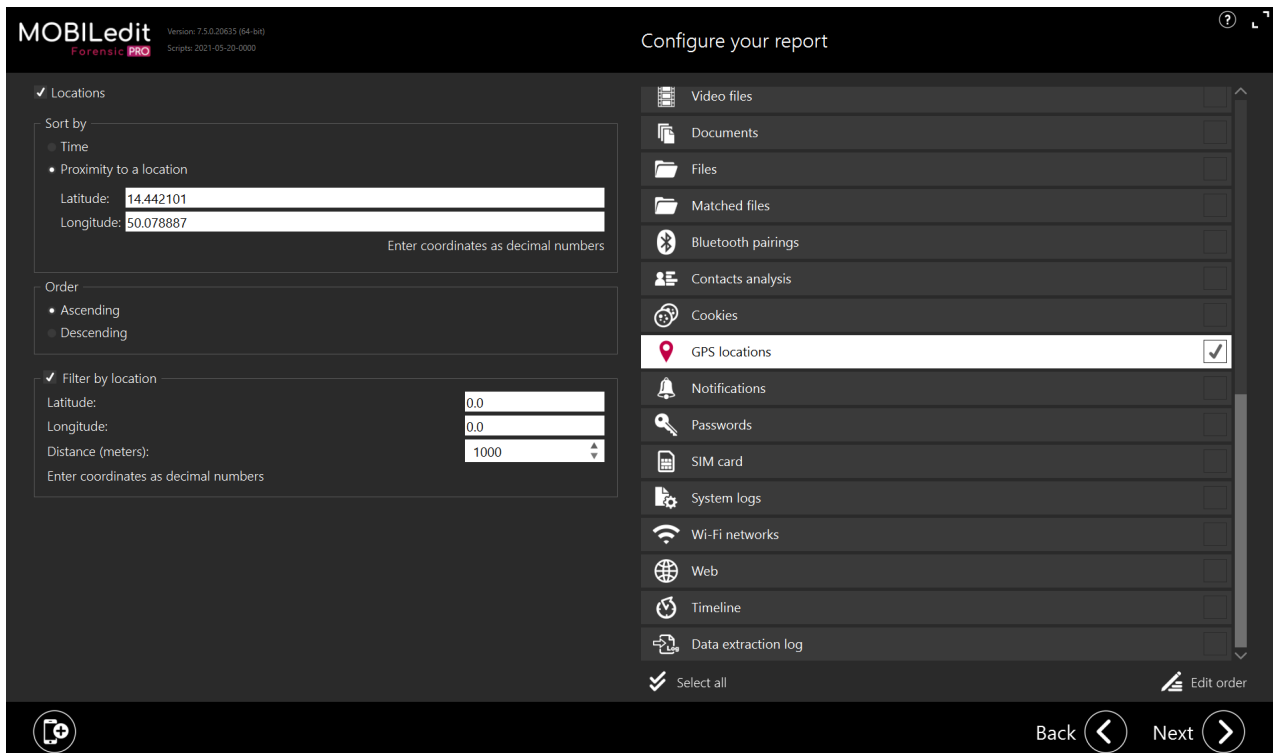 MOBILedit
Forensic PRO
Version: 7.5.0.20635 (64-bit)
Scripts: 2021-05-20-0000
Configure your report
?
Locations
Sort by
Time
Proximity to a location
Latitude: 14.442101
Longitude: 50.078887
Enter coordinates as decimal numbers
Order
Ascending
Descending
Filter by location
Latitude: 0.0
Longitude: 0.0
Distance (meters): 1000
Enter coordinates as decimal numbers
Video files
Documents
Files
Matched files
Bluetooth pairings
Contacts analysis
Cookies
GPS locations
Notifications
Passwords
SIM card
System logs
Wi-Fi networks
Web
Timeline
LOG Data extraction log
Select all
Edit order
Back
Next